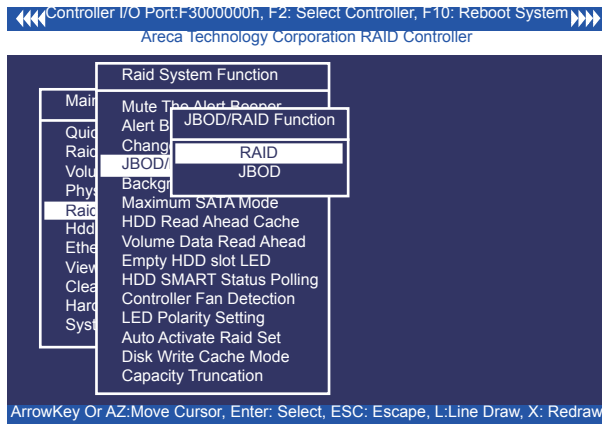 Controller I/O Port:F3000000h, F2: Select Controller, F10: Reboot System
Areca Technology Corporation RAID Controller
Raid System Function
Main
Mute The Alert Beeper
Alert B
JBOD/RAID Function
Quic
Chang
RAID
Raid
JBOD/
JBOD
Volu
Backgr
Phys
Maximum SATA Mode
Raid
HDD Read Ahead Cache
Hdd
Volume Data Read Ahead
Ethe
Empty HDD slot LED
View
HDD SMART Status Polling
Clea
Controller Fan Detection
Hard
LED Polarity Setting
Syst
Auto Activate Raid Set
Disk Write Cache Mode
Capacity Truncation
ArrowKey Or AZ:Move Cursor, Enter: Select, ESC: Escape, L:Line Draw, X: Redraw